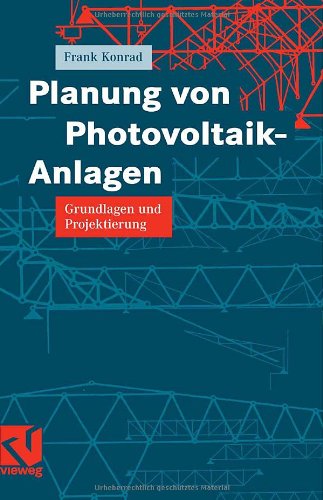 Urheberrechtlich geschütztes Material
Frank Konrad
Planung von
Photovoltaik-
Anlagen
Grundlagen und
Projektierung
vieweg
Urheberrechtlich geschütztes Material